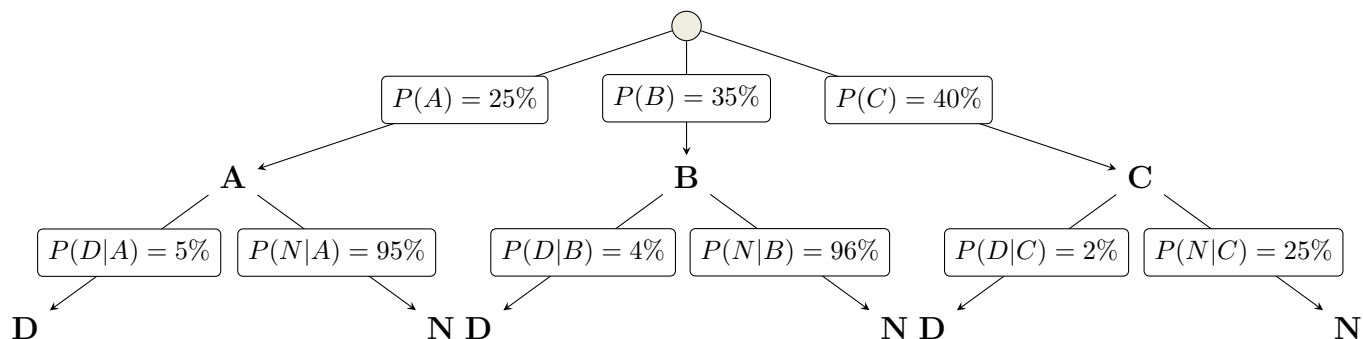 P(A) = 25% P(B) = 35% P(C) = 40%
A B C
P(D|A) = 5% P(N|A) = 95% P(D|B) = 4% P(N|B) = 96% P(D|C) = 2% P(N|C) = 25%
D N D N D N